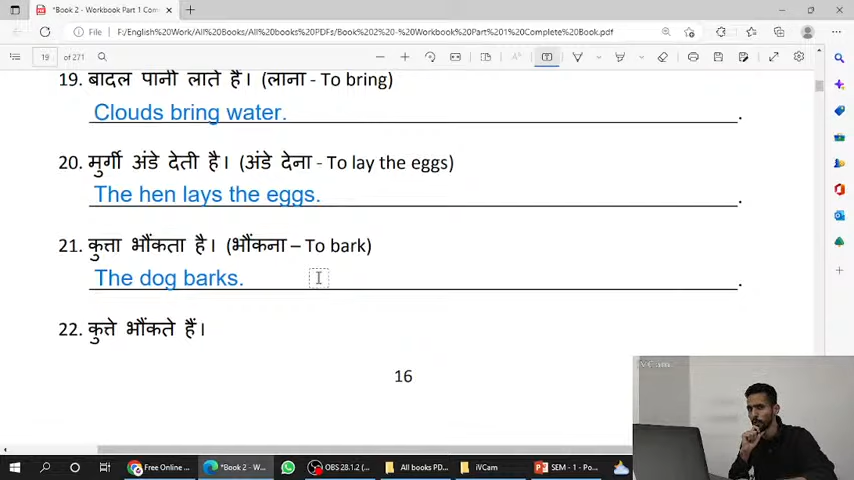 *Book 2 - Workbook Part 1 Com
File
F:/English%20Work/All%20Books/All%20books%20PDFs/Book%202%20-%20Workbook%20Part%201%20Complete%20Book.pdf
19 of 271
19. बादल पानी लाते हैं। (लाना - To bring)
Clouds bring water.
20. मुर्गी अंडे देती है। (अंडे देना - To lay the eggs)
The hen lays the eggs.
21. कुत्ता भौंकता है। (भौंकना – To bark)
The dog barks.
22. कुत्ते भौंकते हैं।
16
iVCam
Free Online ...
*Book 2 - W...
OBS 28.1.2 (...
All books PD...
iVCam
SEM - 1 - Po...